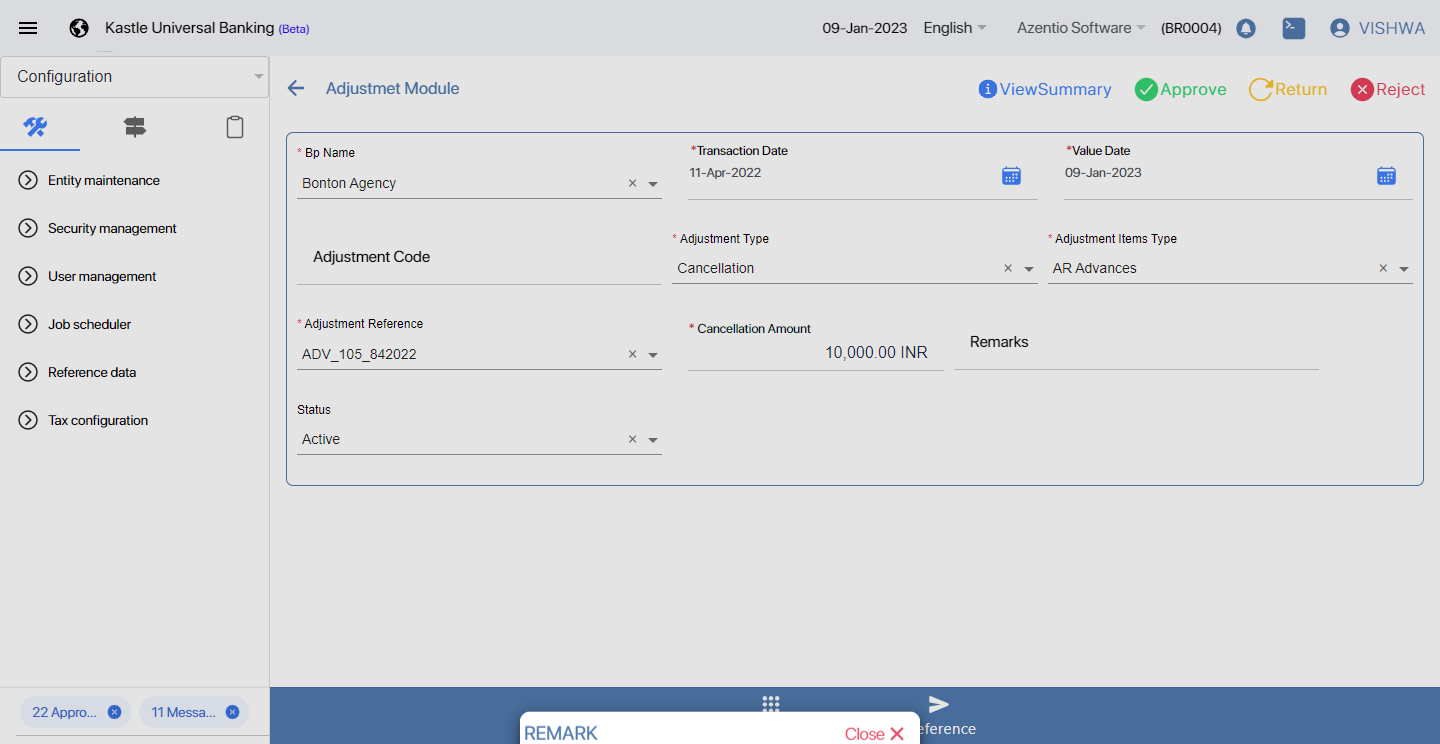 Kastle Universal Banking (Beta)
09-Jan-2023 English Azentio Software (BR0004) VISHWA
Configuration
Adjustmet Module
ViewSummary Approve Return Reject
Entity maintenance
Security management
User management
Job scheduler
Reference data
Tax configuration
* Bp Name
Bonton Agency
*Transaction Date
11-Apr-2022
*Value Date
09-Jan-2023
Adjustment Code
* Adjustment Type
Cancellation
* Adjustment Items Type
AR Advances
* Adjustment Reference
ADV_105_842022
* Cancellation Amount
10,000.00 INR
Remarks
Status
Active
22 Appro...
11 Messa...
REMARK
Close
eference